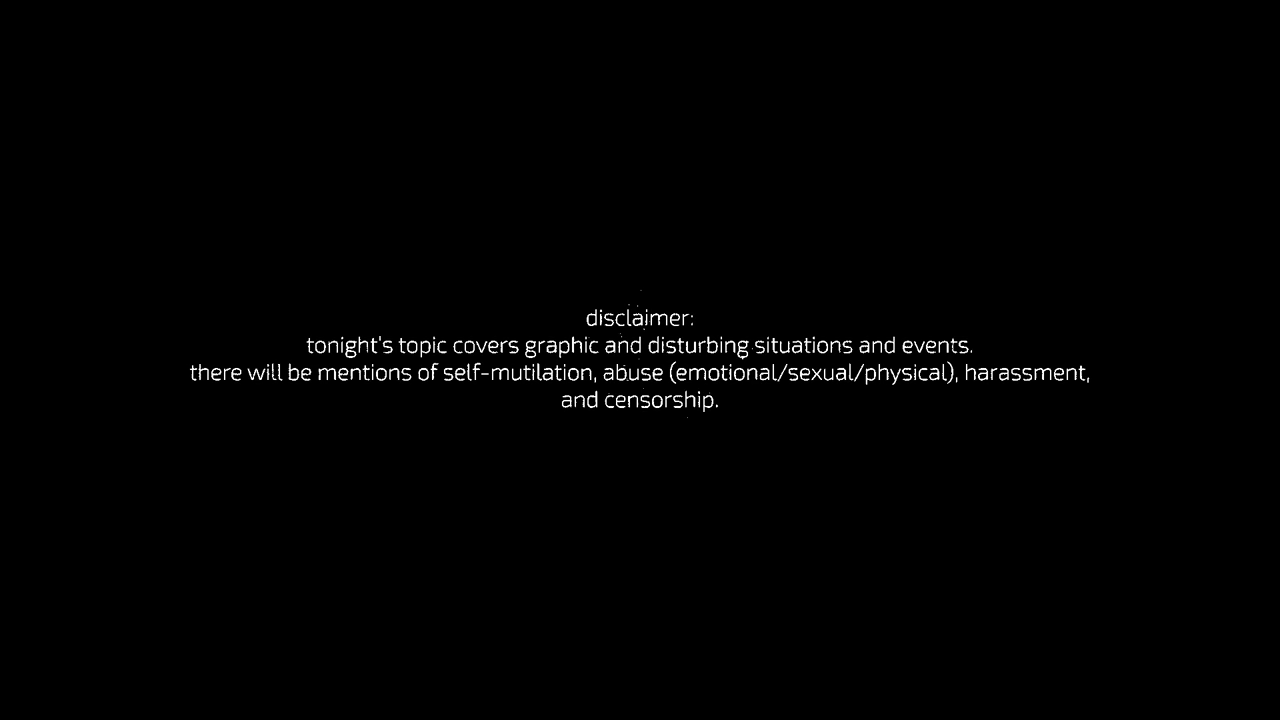 disclaimer:
tonight's topic covers graphic and disturbing situations and events.
there will be mentions of self-mutilation, abuse (emotional/sexual/physical), harassment,
and censorship.